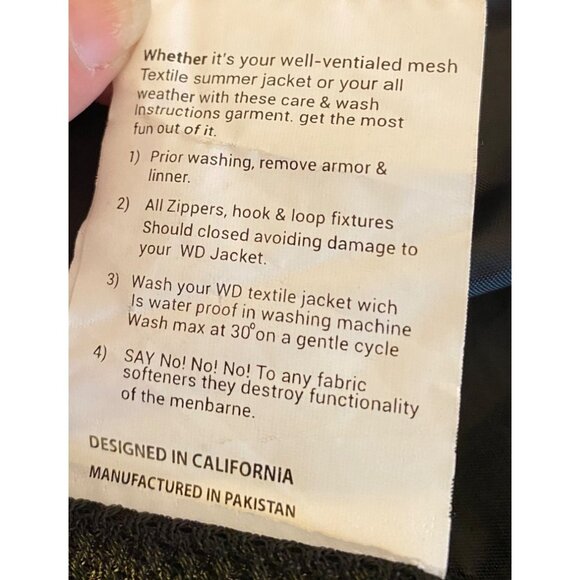 Whether it's your well-ventialed mesh
Textile summer jacket or your all
weather with these care & wash
Instructions garment. get the most
fun out of it.
1) Prior washing, remove armor &
linner.
2) All Zippers, hook & loop fixtures
Should closed avoiding damage to
your WD Jacket.
3) Wash your WD textile jacket wich
Is water proof in washing machine
Wash max at 30° on a gentle cycle
4) SAY No! No! No! To any fabric
softeners they destroy functionality
of the menbarne.
DESIGNED IN CALIFORNIA
MANUFACTURED IN PAKISTAN